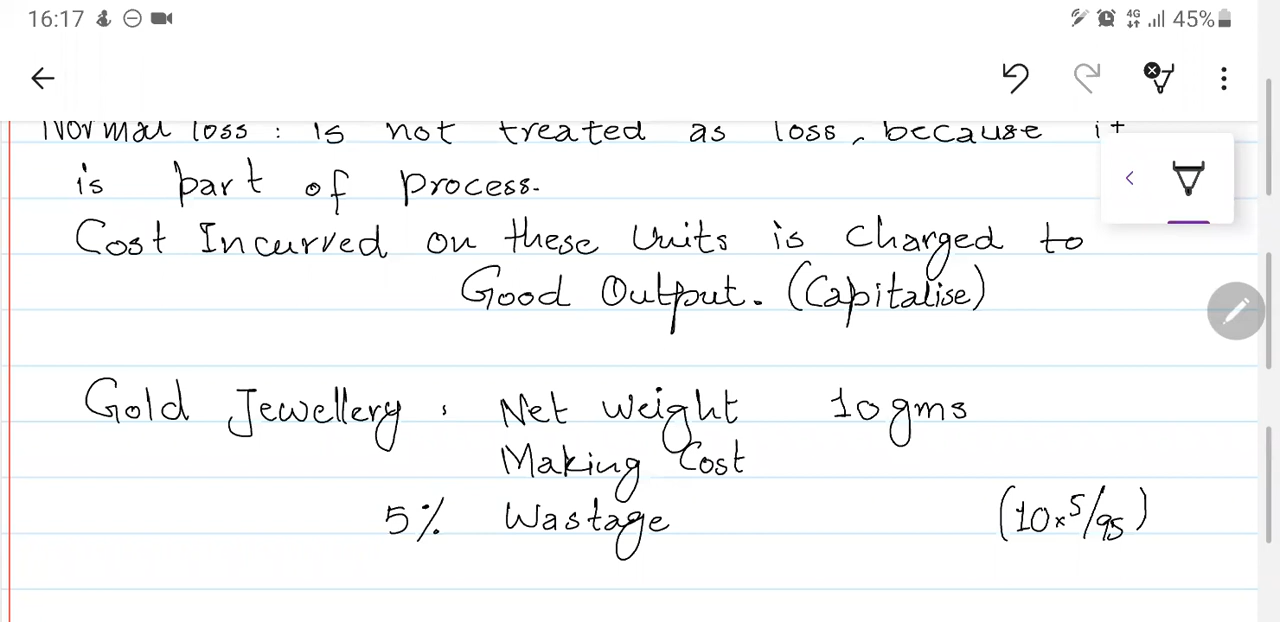 16:17 4G 45%
Normal loss : is not treated as loss, because it
is part of process.
Cost Incurred on these Units is Charged to
Good Output. (Capitalise)
Gold Jewellery : Net Weight 10 gms
Making Cost
5% Wastage (10x5/95)